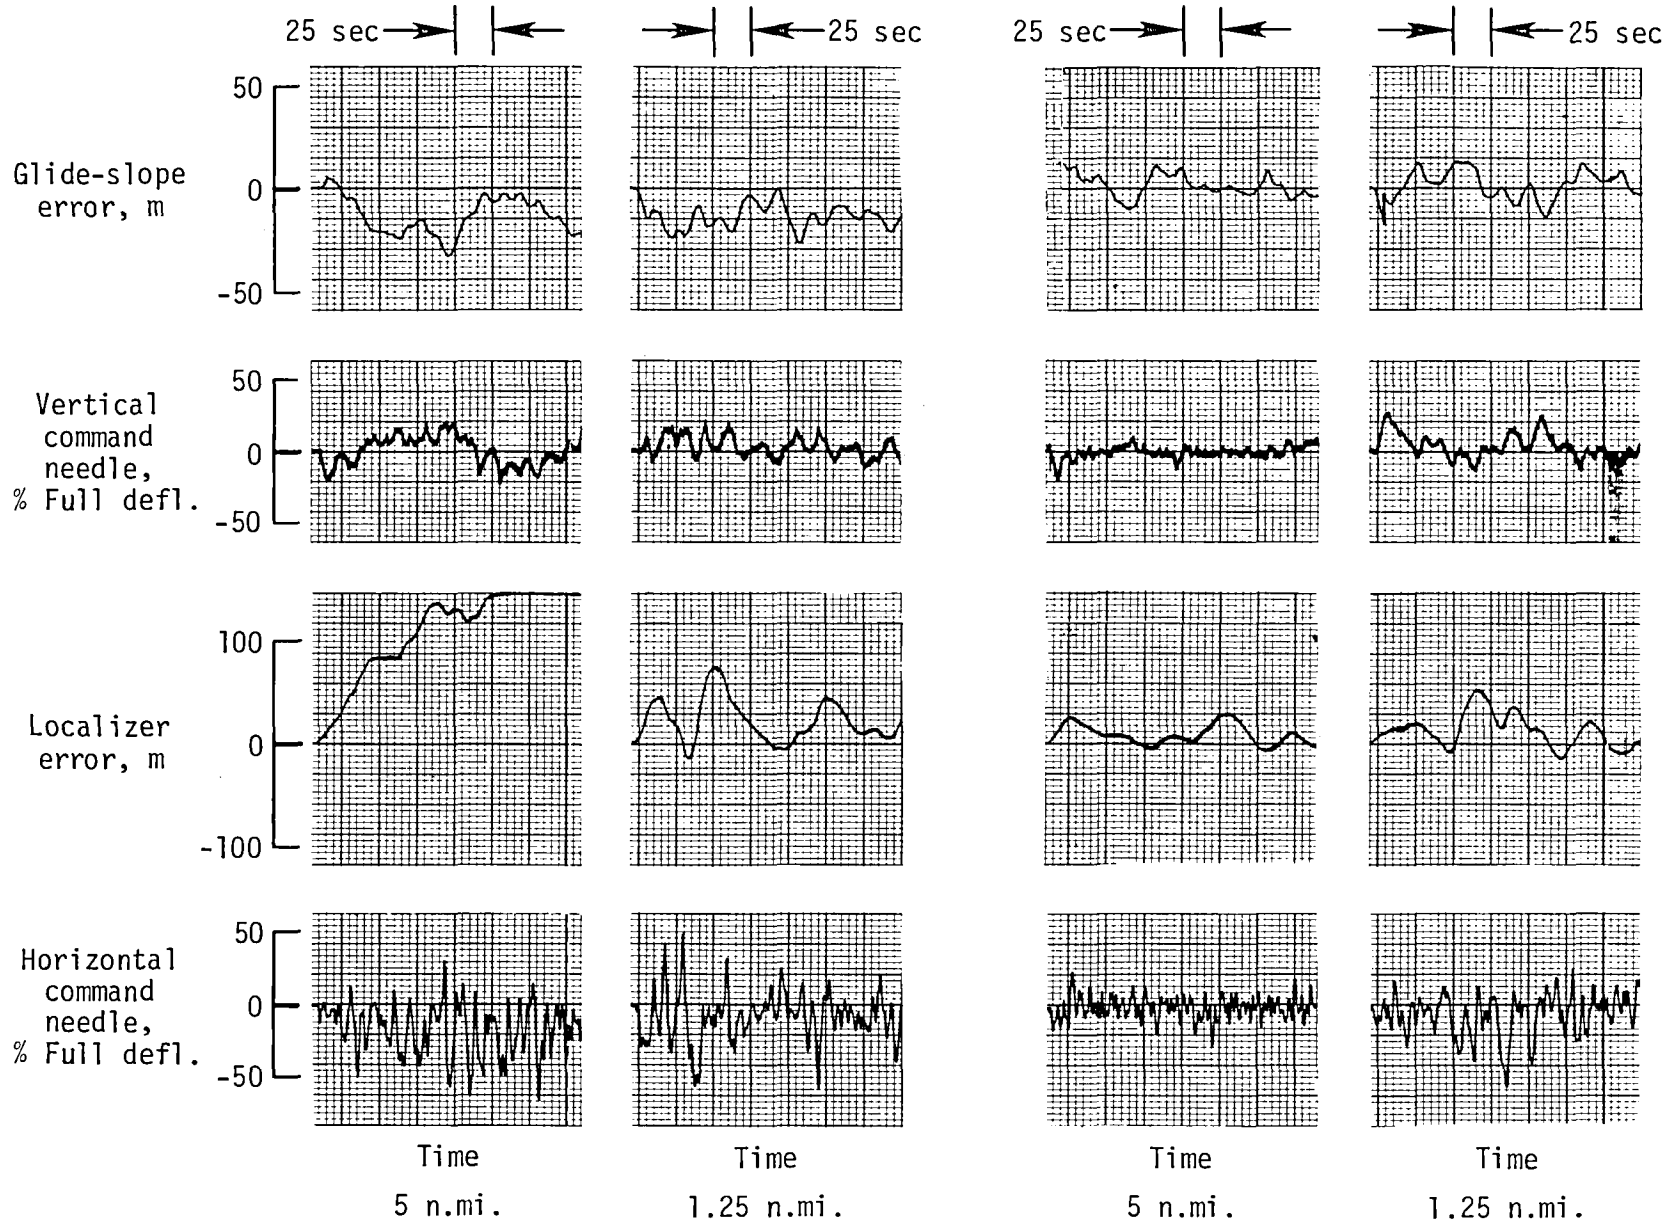 25 sec
25 sec
25 sec
25 sec
50
Glide-slope
error, m
0
-50
50
Vertical
command
needle,
% Full defl.
0
-50
100
Localizer
error, m
0
-100
50
Horizontal
command
needle,
% Full defl.
0
-50
Time
Time
Time
Time
5 n.mi.
1.25 n.mi.
5 n.mi.
1.25 n.mi.